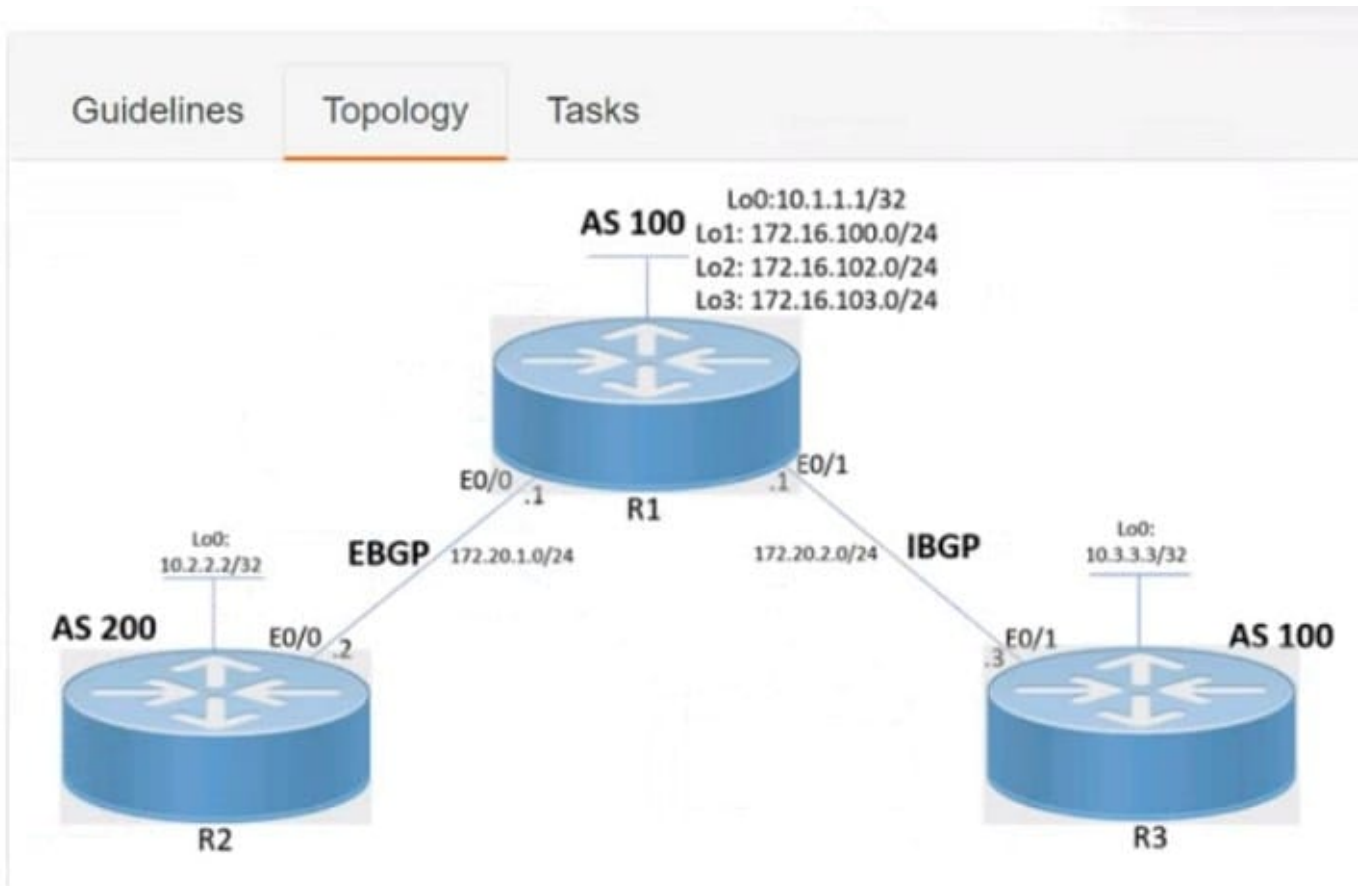 Guidelines Topology Tasks
AS 100
Lo0:10.1.1.1/32
Lo1: 172.16.100.0/24
Lo2: 172.16.102.0/24
Lo3: 172.16.103.0/24
E0/0
.1
R1
.1
E0/1
EBGP
172.20.1.0/24
172.20.2.0/24
IBGP
Lo0:
10.2.2.2/32
Lo0:
10.3.3.3/32
AS 200
E0/0
.2
.3
E0/1
AS 100
R2
R3